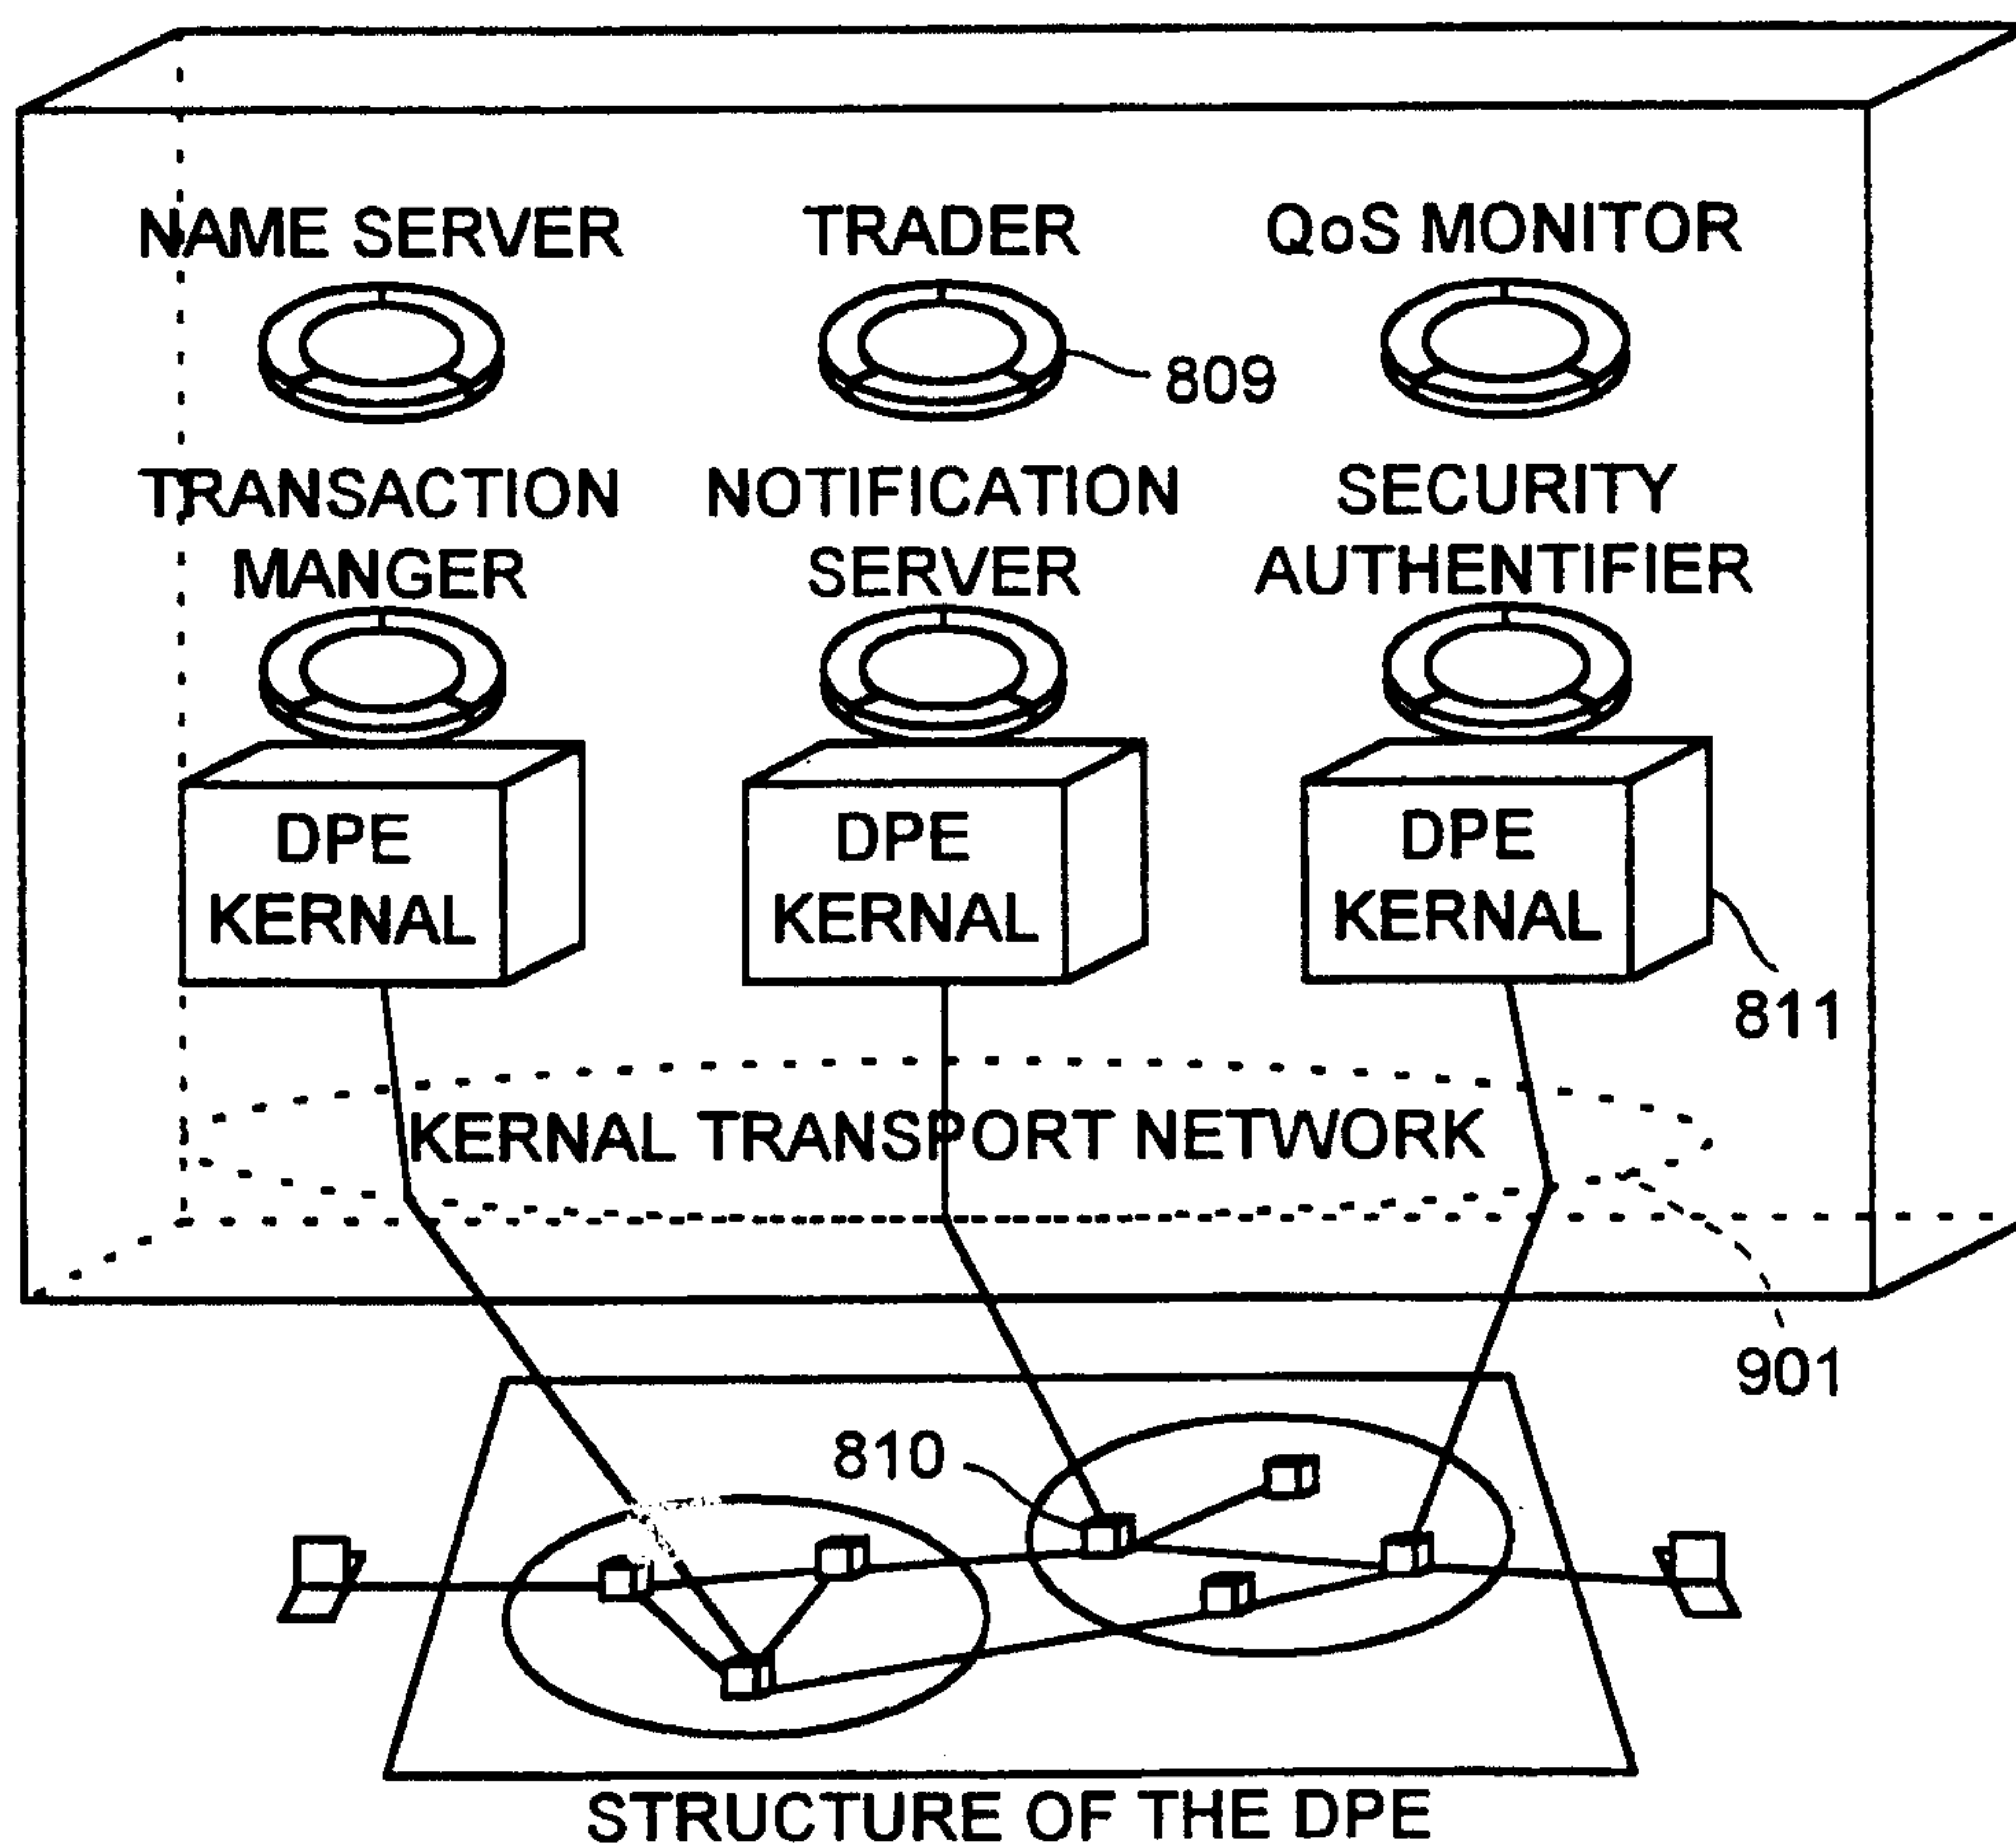 NAME SERVER TRADER QoS MONITOR
809
TRANSACTION MANGER
NOTIFICATION SERVER
SECURITY AUTHENTIFIER
DPE KERNAL
DPE KERNAL
DPE KERNAL
811
KERNAL TRANSPORT NETWORK
901
810
STRUCTURE OF THE DPE